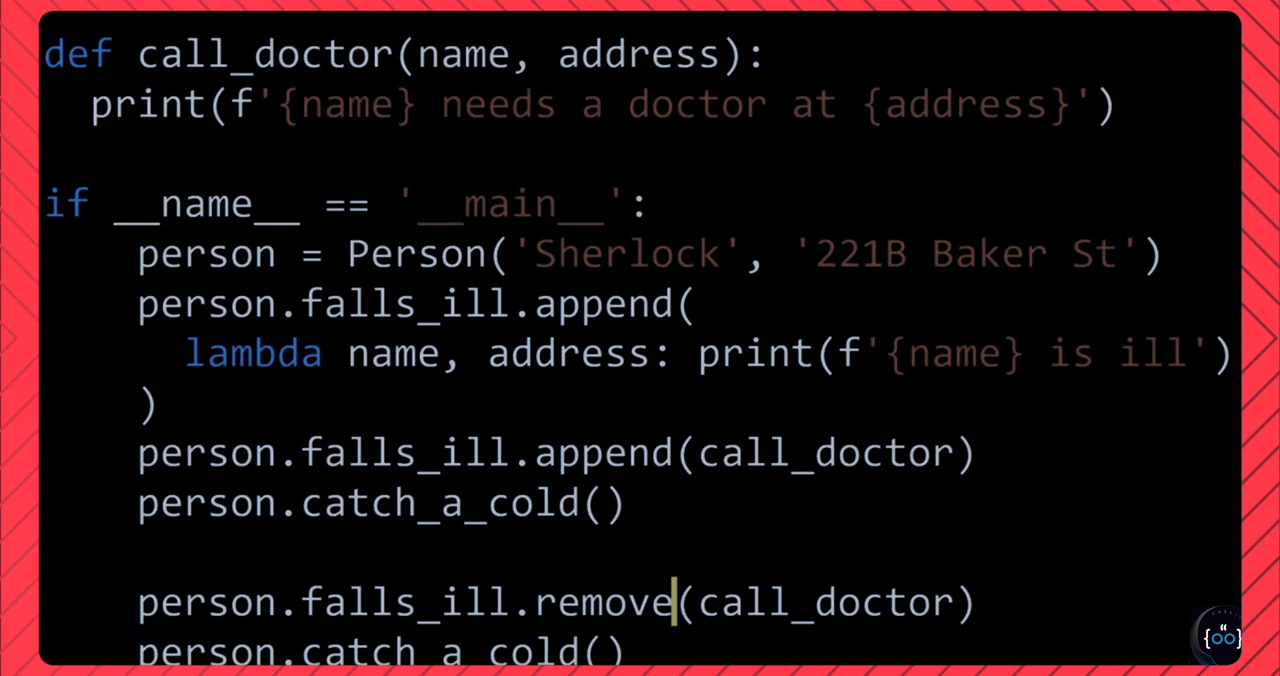 def call_doctor(name, address):
  print(f'{name} needs a doctor at {address}')
if __name__ == '__main__':
    person = Person('Sherlock', '221B Baker St')
    person.falls_ill.append(
      lambda name, address: print(f'{name} is ill')
    )
    person.falls_ill.append(call_doctor)
    person.catch_a_cold()
    person.falls_ill.remove(call_doctor)
    person.catch_a_cold()